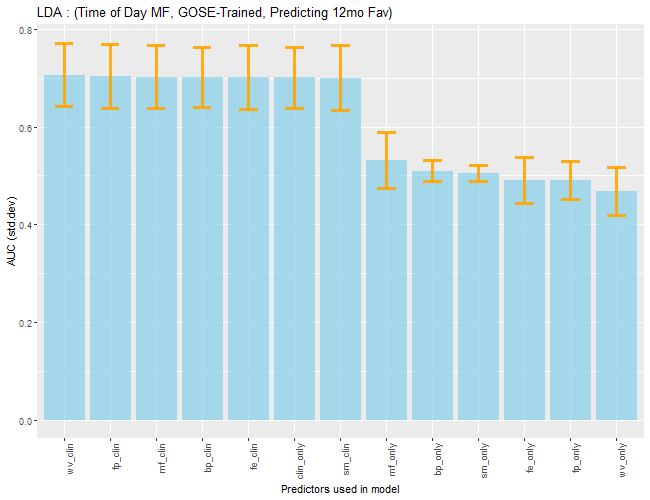 LDA : (Time of Day MF, GOSE-Trained, Predicting 12mo Fav)
AUC (std.dev)
0.8
0.6
0.4
0.2
0.0
wv_clin
fp_clin
mf_clin
bp_clin
fe_clin
clin_only
sm_clin
mf_only
bp_only
sm_only
fe_only
fp_only
wv_only
Predictors used in model